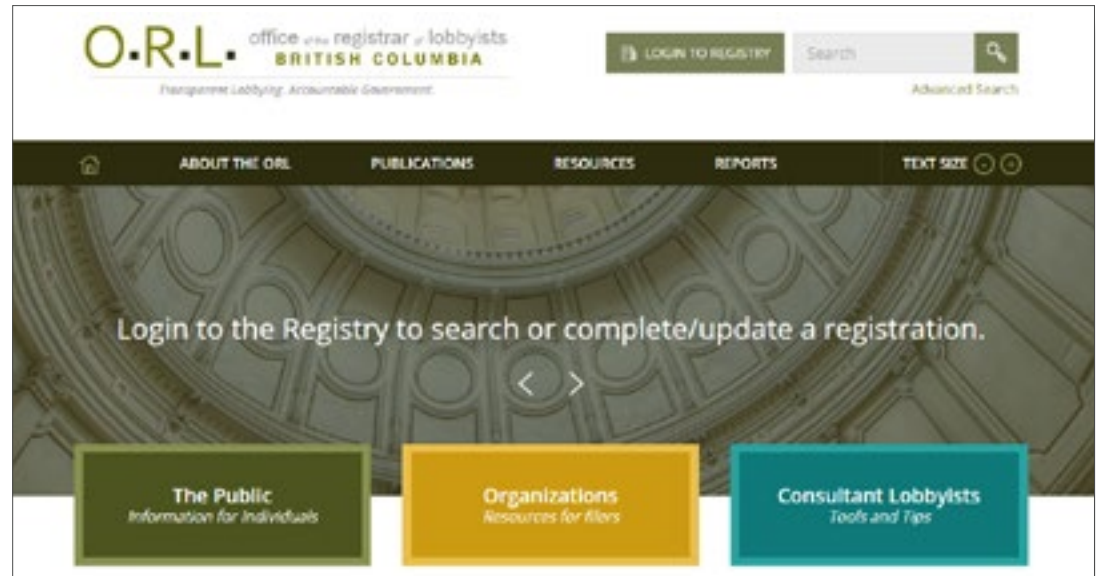 O.R.L. office of the registrar of lobbyists
BRITISH COLUMBIA
Transparent Lobbying. Accountable Government.
LOGIN TO REGISTRY
Search
Advanced Search
ABOUT THE ORL PUBLICATIONS RESOURCES REPORTS TEXT SIZE - +
Login to the Registry to search or complete/update a registration.
< >
The Public
Information for Individuals
Organizations
Resources for filers
Consultant Lobbyists
Tools and Tips